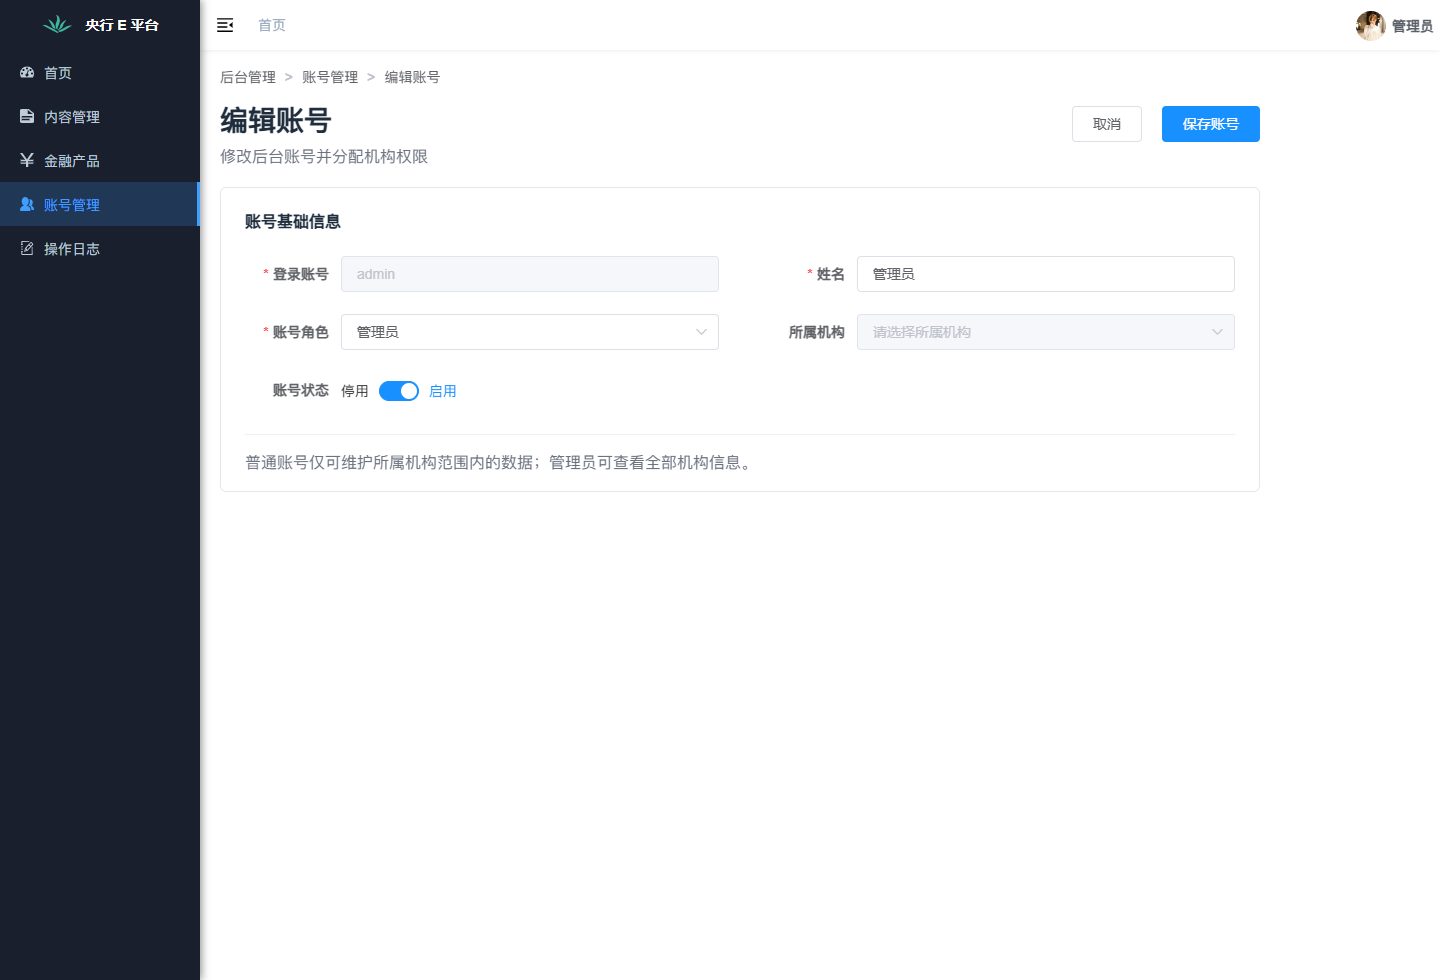 央行 E 平台
首页
内容管理
金融产品
账号管理
操作日志
首页
管理员
后台管理 > 账号管理 > 编辑账号
编辑账号
取消
保存账号
修改后台账号并分配机构权限
账号基础信息
* 登录账号 admin
* 姓名 管理员
* 账号角色 管理员
所属机构 请选择所属机构
账号状态 停用 启用
普通账号仅可维护所属机构范围内的数据；管理员可查看全部机构信息。